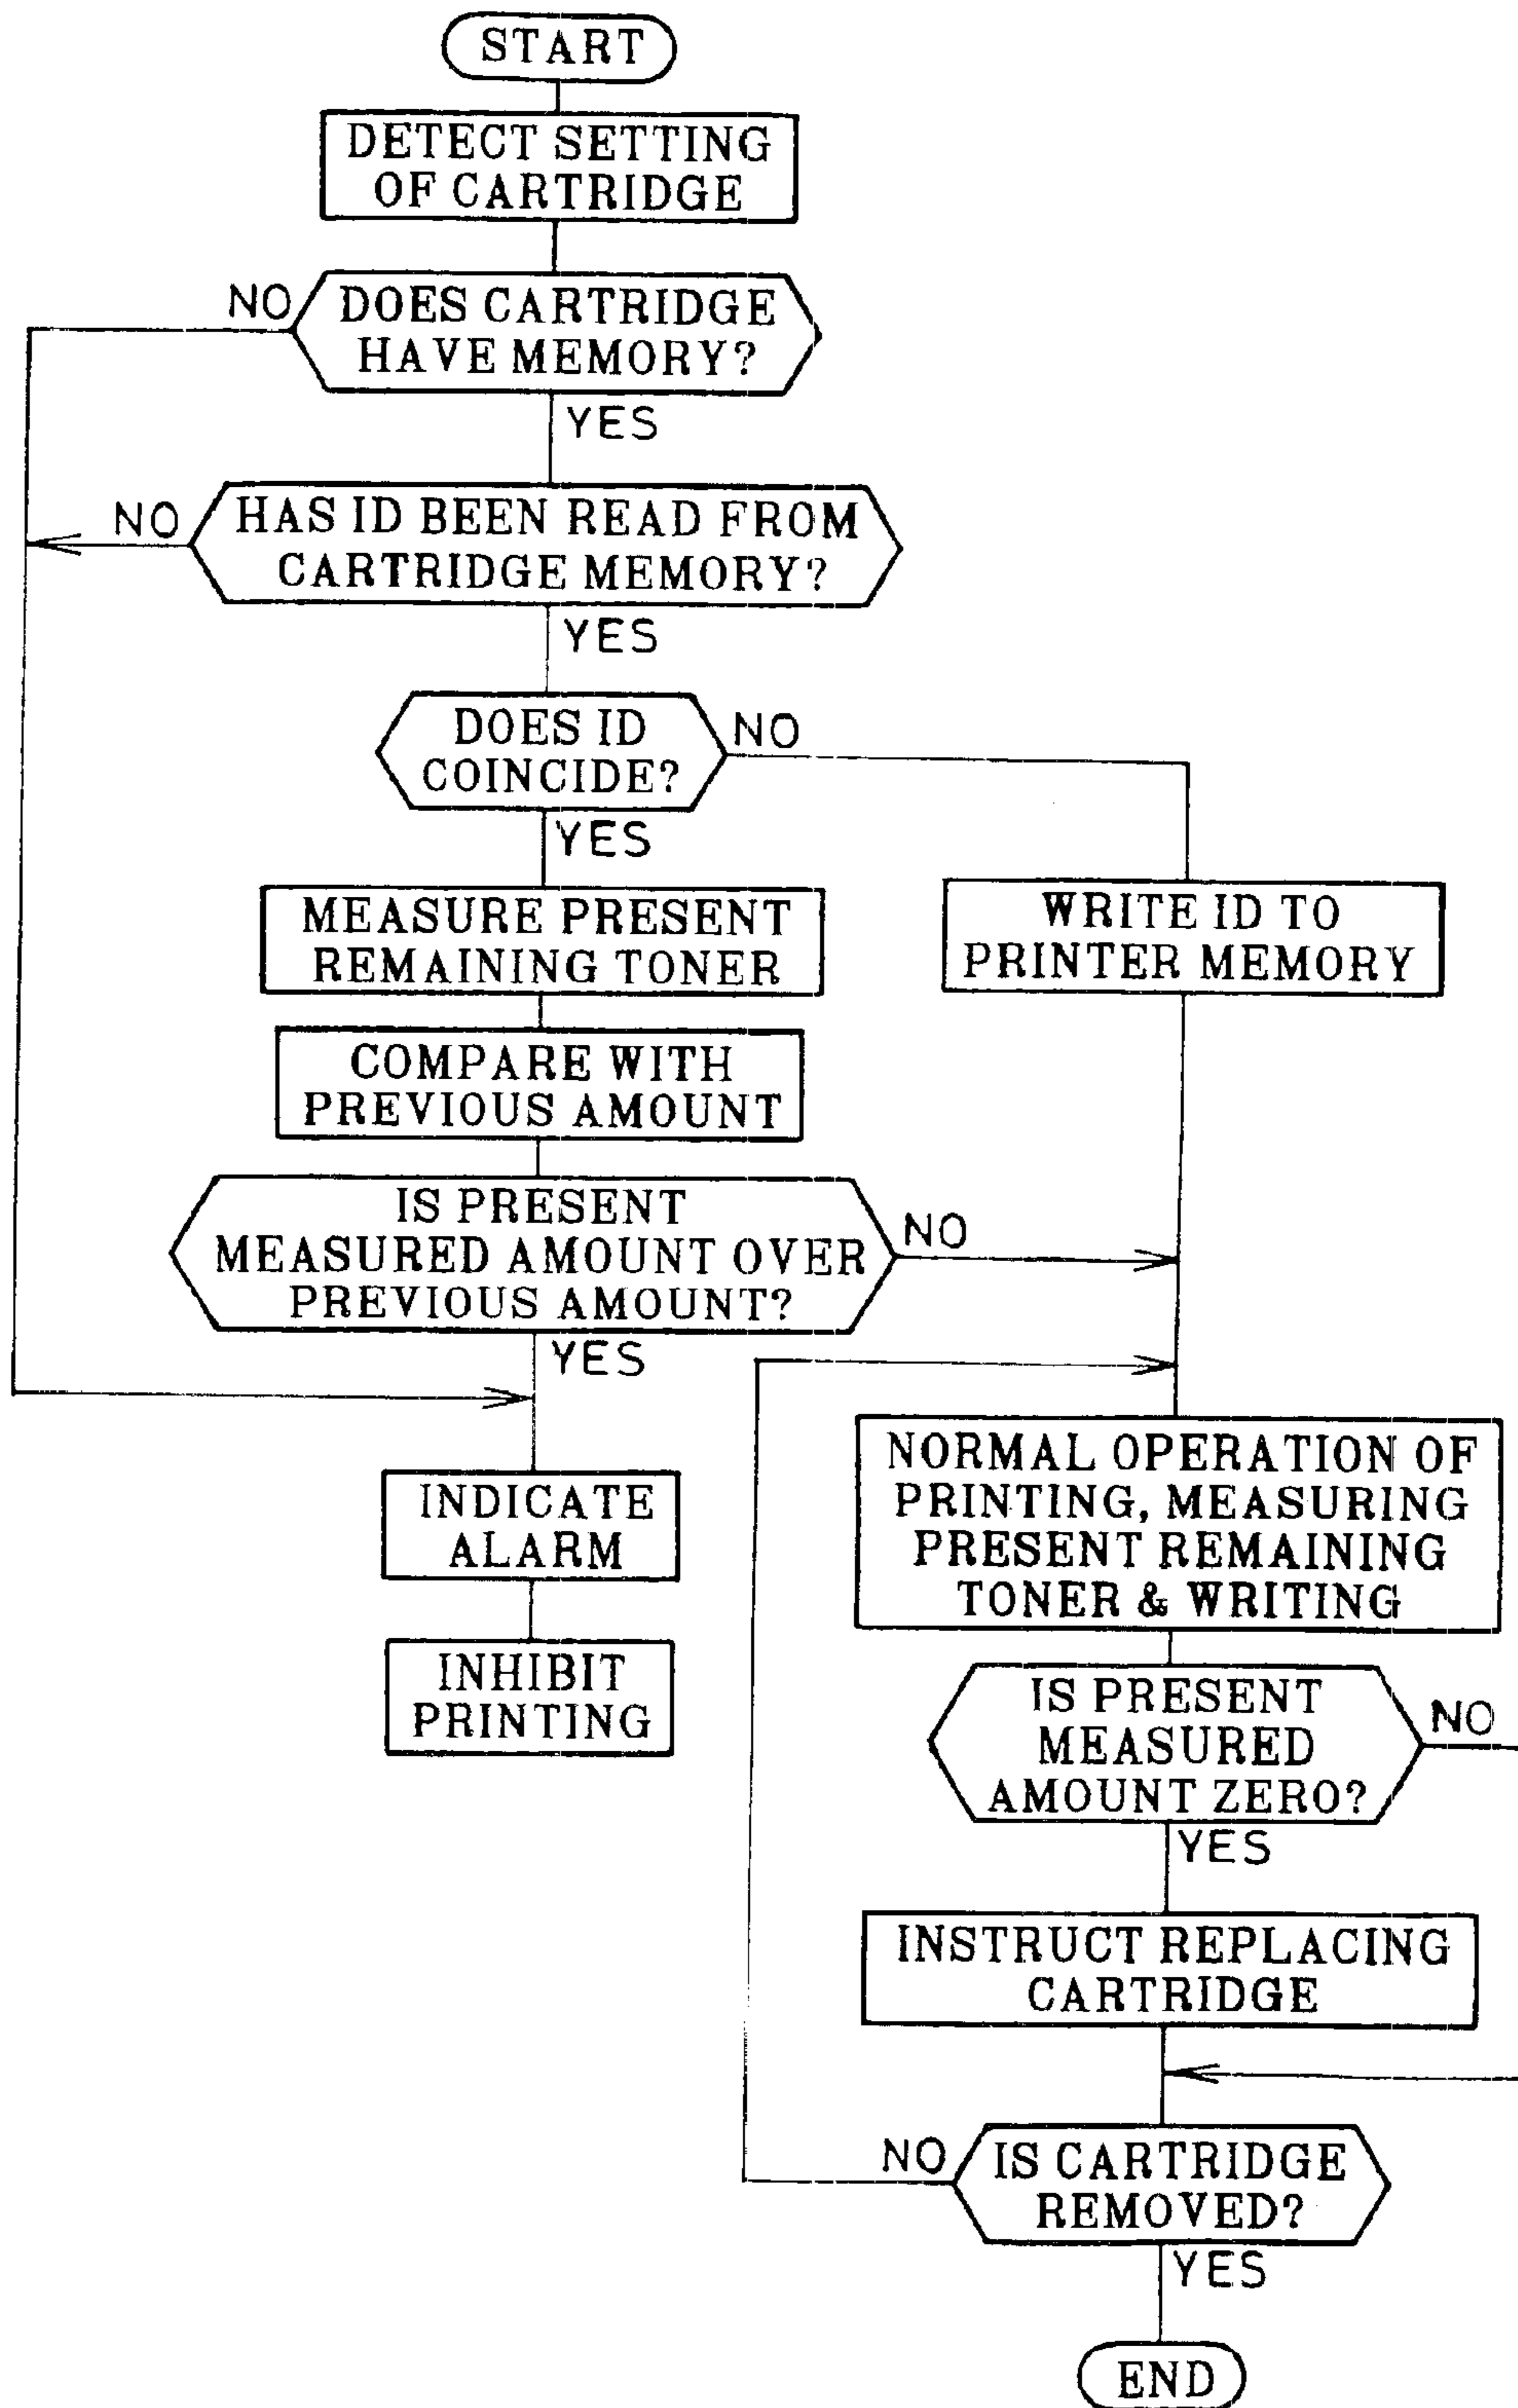 START
DETECT SETTING
OF CARTRIDGE
NO
DOES CARTRIDGE
HAVE MEMORY?
YES
NO
HAS ID BEEN READ FROM
CARTRIDGE MEMORY?
YES
DOES ID
COINCIDE?
NO
YES
MEASURE PRESENT
REMAINING TONER
WRITE ID TO
PRINTER MEMORY
COMPARE WITH
PREVIOUS AMOUNT
IS PRESENT
MEASURED AMOUNT OVER
PREVIOUS AMOUNT?
NO
YES
INDICATE
ALARM
INHIBIT
PRINTING
NORMAL OPERATION OF
PRINTING, MEASURING
PRESENT REMAINING
TONER & WRITING
IS PRESENT
MEASURED
AMOUNT ZERO?
NO
YES
INSTRUCT REPLACING
CARTRIDGE
NO
IS CARTRIDGE
REMOVED?
YES
END